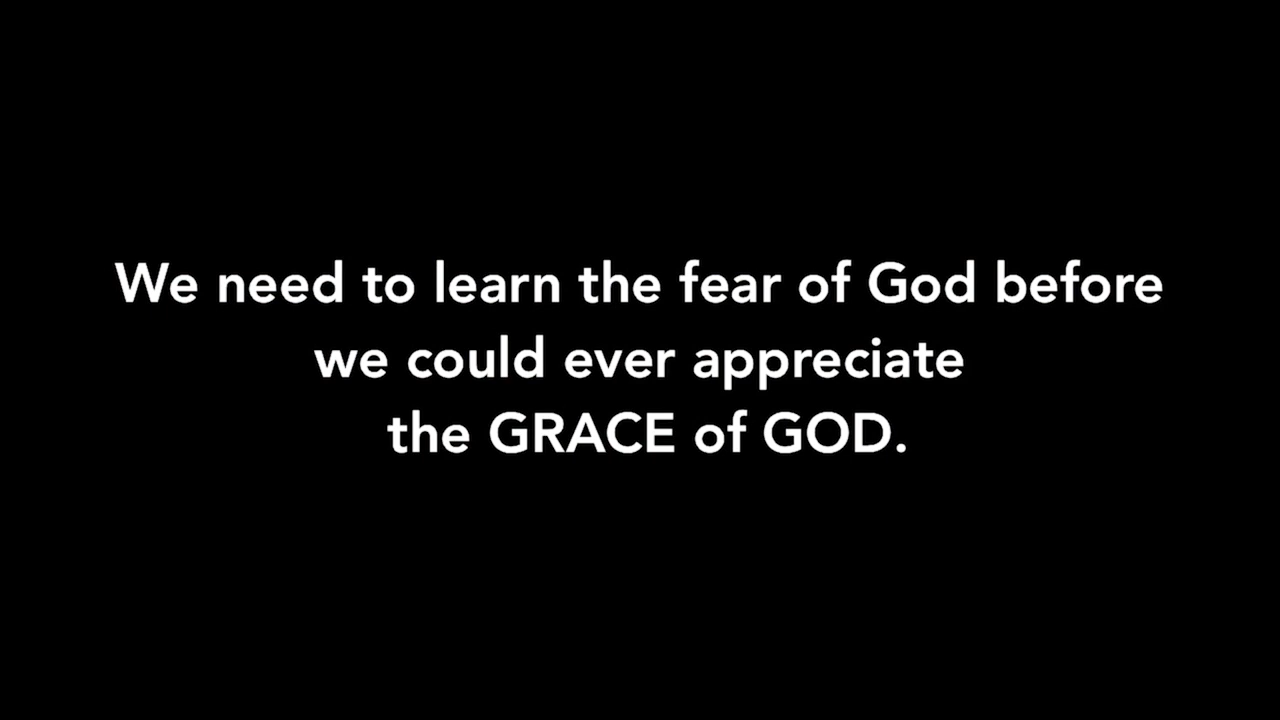 We need to learn the fear of God before
we could ever appreciate
the GRACE of GOD.